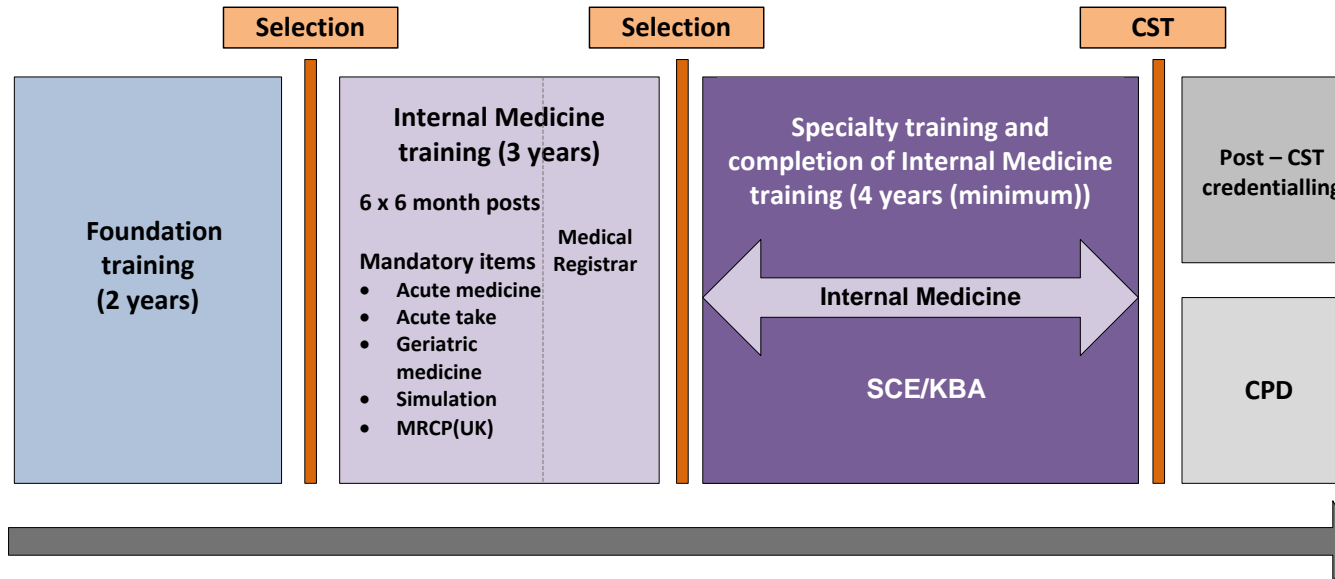 Selection
Selection
CST
Foundation
training
(2 years)
Internal Medicine
training (3 years)
6 x 6 month posts
Mandatory items
• Acute medicine
• Acute take
• Geriatric
medicine
• Simulation
• MRCP(UK)
Medical
Registrar
Specialty training and
completion of Internal Medicine
training (4 years (minimum))
Internal Medicine
SCE/KBA
Post – CST
credentialling
CPD